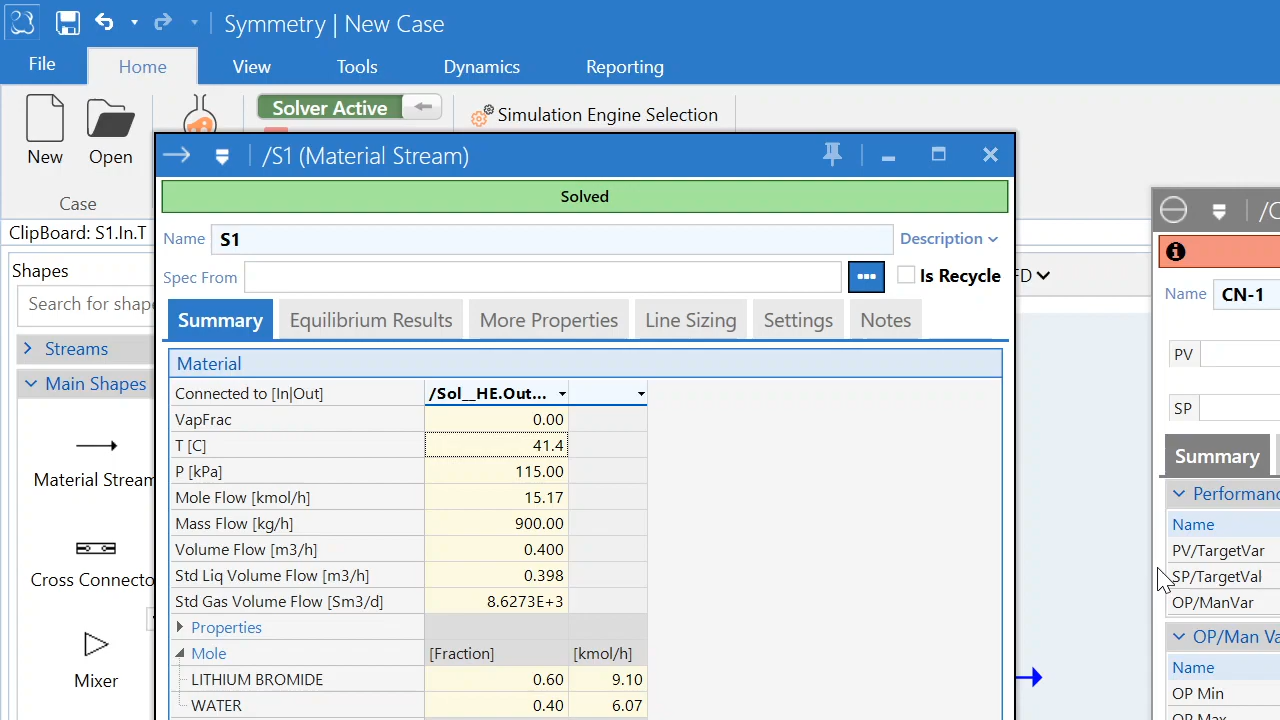 Symmetry | New Case
File Home View Tools Dynamics Reporting
Solver Active
Simulation Engine Selection
New Open
Case
/S1 (Material Stream)
Solved
ClipBoard: S1.In.T
Name S1 Description
Spec From ... Is Recycle
Shapes
Search for shape
Streams
Main Shapes
Material Stream
Cross Connecto
Mixer
Summary Equilibrium Results More Properties Line Sizing Settings Notes
Material
Connected to [In|Out] /Sol__HE.Out...
VapFrac 0.00
T [C] 41.4
P [kPa] 115.00
Mole Flow [kmol/h] 15.17
Mass Flow [kg/h] 900.00
Volume Flow [m3/h] 0.400
Std Liq Volume Flow [m3/h] 0.398
Std Gas Volume Flow [Sm3/d] 8.6273E+3
Properties
Mole [Fraction] [kmol/h]
LITHIUM BROMIDE 0.60 9.10
WATER 0.40 6.07
FD
Name CN-1
PV
SP
Summary
Performanc
Name
PV/TargetVar
SP/TargetVal
OP/ManVar
OP/Man Va
Name
OP Min
OP Max